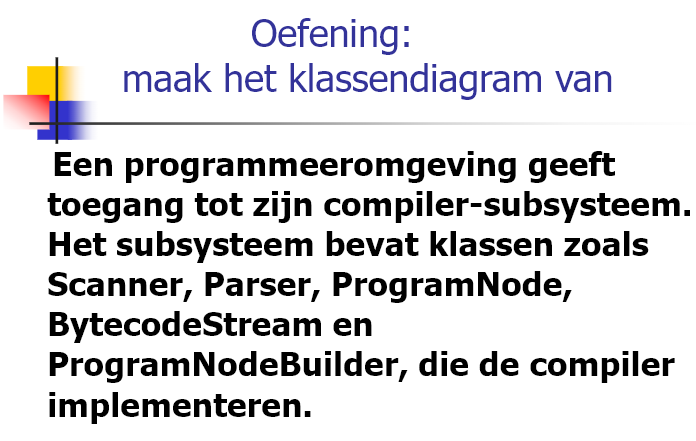 Oefening:
maak het klassendiagram van
Een programmeeromgeving geeft
toegang tot zijn compiler-subsysteem.
Het subsysteem bevat klassen zoals
Scanner, Parser, ProgramNode,
BytecodeStream en
ProgramNodeBuilder, die de compiler
implementeren.